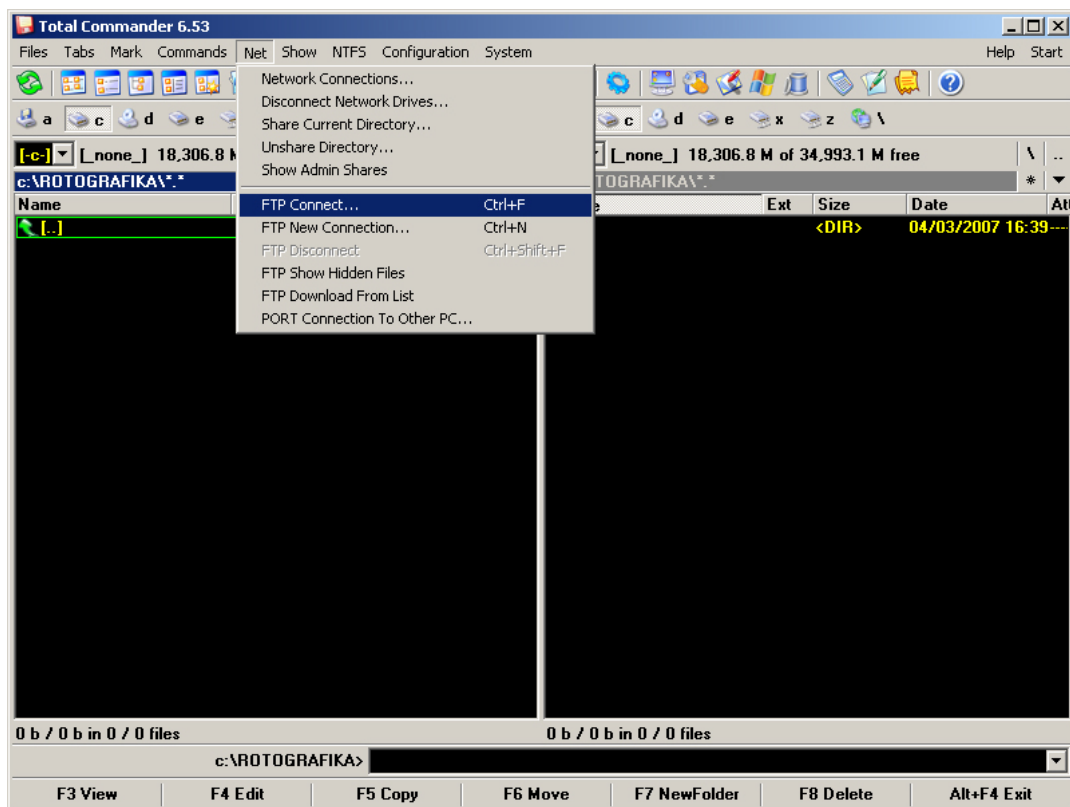 Total Commander 6.53
Files Tabs Mark Commands Net Show NTFS Configuration System Help Start
Network Connections...
Disconnect Network Drives...
Share Current Directory...
Unshare Directory...
Show Admin Shares
FTP Connect... Ctrl+F
FTP New Connection... Ctrl+N
FTP Disconnect Ctrl+Shift+F
FTP Show Hidden Files
FTP Download From List
PORT Connection To Other PC...
a c d e c d e x z \
[-c-] [_none_] 18,306.8 M [_none_] 18,306.8 M of 34,993.1 M free \ ..
c:\ROTOGRAFIKA\*.* TOGRAFIKA\*.* *
Name Ext Size Date
[..] <DIR> 04/03/2007 16:39----
0 b / 0 b in 0 / 0 files 0 b / 0 b in 0 / 0 files
c:\ROTOGRAFIKA>
F3 View F4 Edit F5 Copy F6 Move F7 NewFolder F8 Delete Alt+F4 Exit